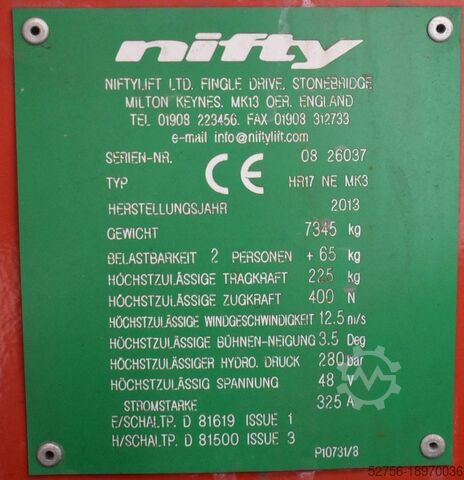 nifty
NIFTYLIFT LTD. FINGLE DRIVE, STONEBRIDGE
MILTON KEYNES. MK13 OER. ENGLAND
TEL 01908 223456. FAX 01908 312733
e-mail info@niftylift.com
SERIEN-NR. 08 26037
TYP CE HR17 NE MK3
HERSTELLUNGSJAHR 2013
GEWICHT 7345 kg
BELASTBARKEIT 2 PERSONEN + 65 kg
HÖCHSTZULÄSSIGE TRAGKRAFT 225 kg
HÖCHSTZULÄSSIGE ZUGKRAFT 400 N
HÖCHSTZULÄSSIGE WINDGESCHWINDIGKEIT 12.5 m/s
HÖCHSTZULÄSSIGE BÜHNEN-NEIGUNG 3.5 Deg
HÖCHSTZULÄSSIGER HYDRO. DRUCK 280 bar
HÖCHSTZULÄSSIG SPANNUNG 48 V
STROMSTARKE 325 A
E/SCHALTP. D 81619 ISSUE 1
H/SCHALTP. D 81500 ISSUE 3
P10731/8
52756-18970036